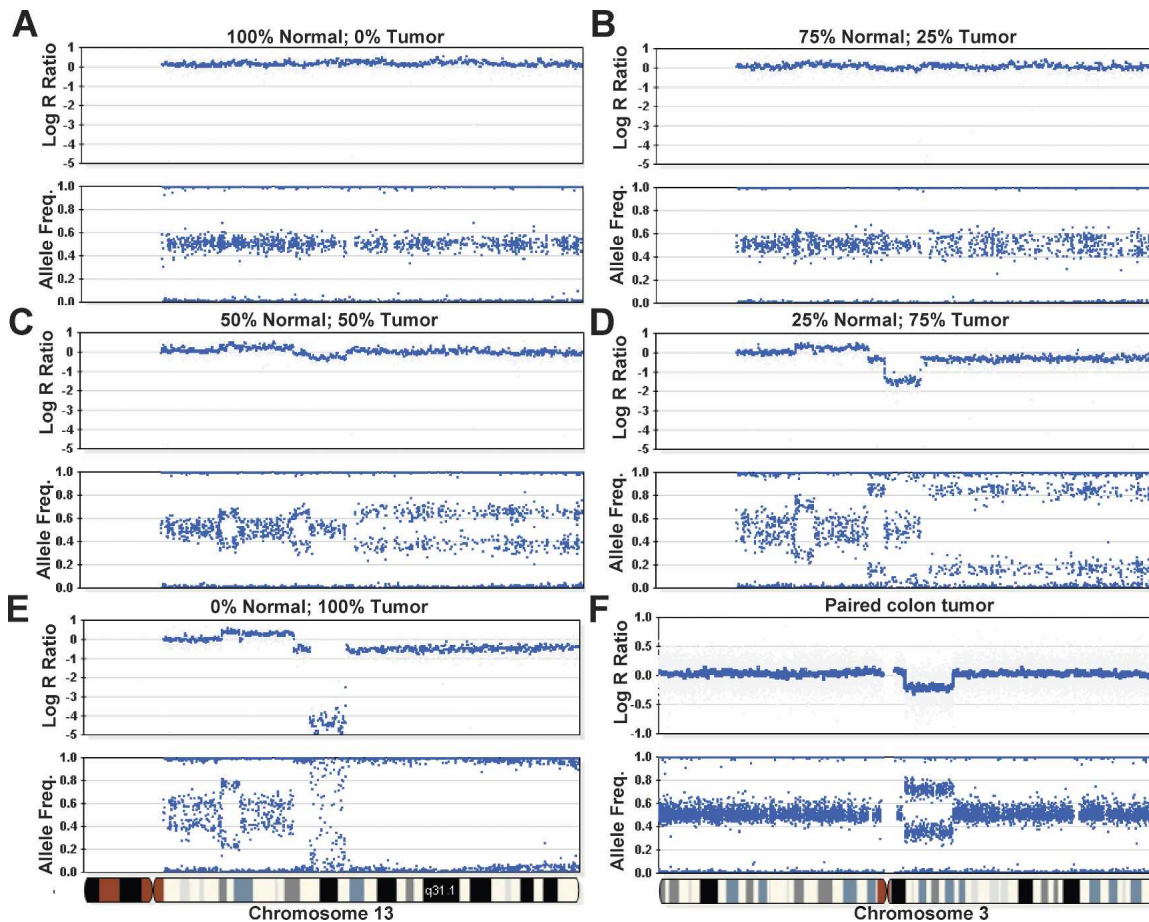 A
100% Normal; 0% Tumor
Log R Ratio
1
0
-1
-2
-3
-4
-5
Allele Freq.
1.0
0.8
0.6
0.4
0.2
0.0
B
75% Normal; 25% Tumor
Log R Ratio
1
0
-1
-2
-3
-4
-5
Allele Freq.
1.0
0.8
0.6
0.4
0.2
0.0
C
50% Normal; 50% Tumor
Log R Ratio
1
0
-1
-2
-3
-4
-5
Allele Freq.
1.0
0.8
0.6
0.4
0.2
0.0
D
25% Normal; 75% Tumor
Log R Ratio
1
0
-1
-2
-3
-4
-5
Allele Freq.
1.0
0.8
0.6
0.4
0.2
0.0
E
0% Normal; 100% Tumor
Log R Ratio
1
0
-1
-2
-3
-4
-5
Allele Freq.
1.0
0.8
0.6
0.4
0.2
0.0
q31.1
Chromosome 13
F
Paired colon tumor
Log R Ratio
1.0
0.5
0.0
-0.5
-1.0
Allele Freq.
1.0
0.8
0.6
0.4
0.2
0.0
Chromosome 3